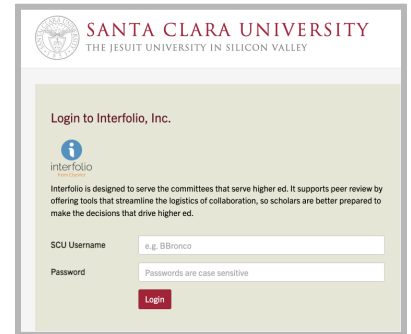 SANTA CLARA UNIVERSITY
THE JESUIT UNIVERSITY IN SILICON VALLEY
Login to Interfolio, Inc.
interfolio
from Elsevier
Interfolio is designed to serve the committees that serve higher ed. It supports peer review by
offering tools that streamline the logistics of collaboration, so scholars are better prepared to
make the decisions that drive higher ed.
SCU Username
e.g. BBronco
Password
Passwords are case sensitive
Login